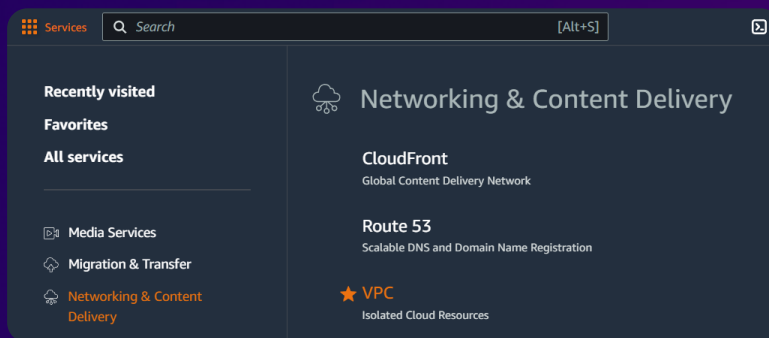 Services
Search
[Alt+S]
Recently visited
Favorites
All services
Media Services
Migration & Transfer
Networking & Content
Delivery
Networking & Content Delivery
CloudFront
Global Content Delivery Network
Route 53
Scalable DNS and Domain Name Registration
VPC
Isolated Cloud Resources